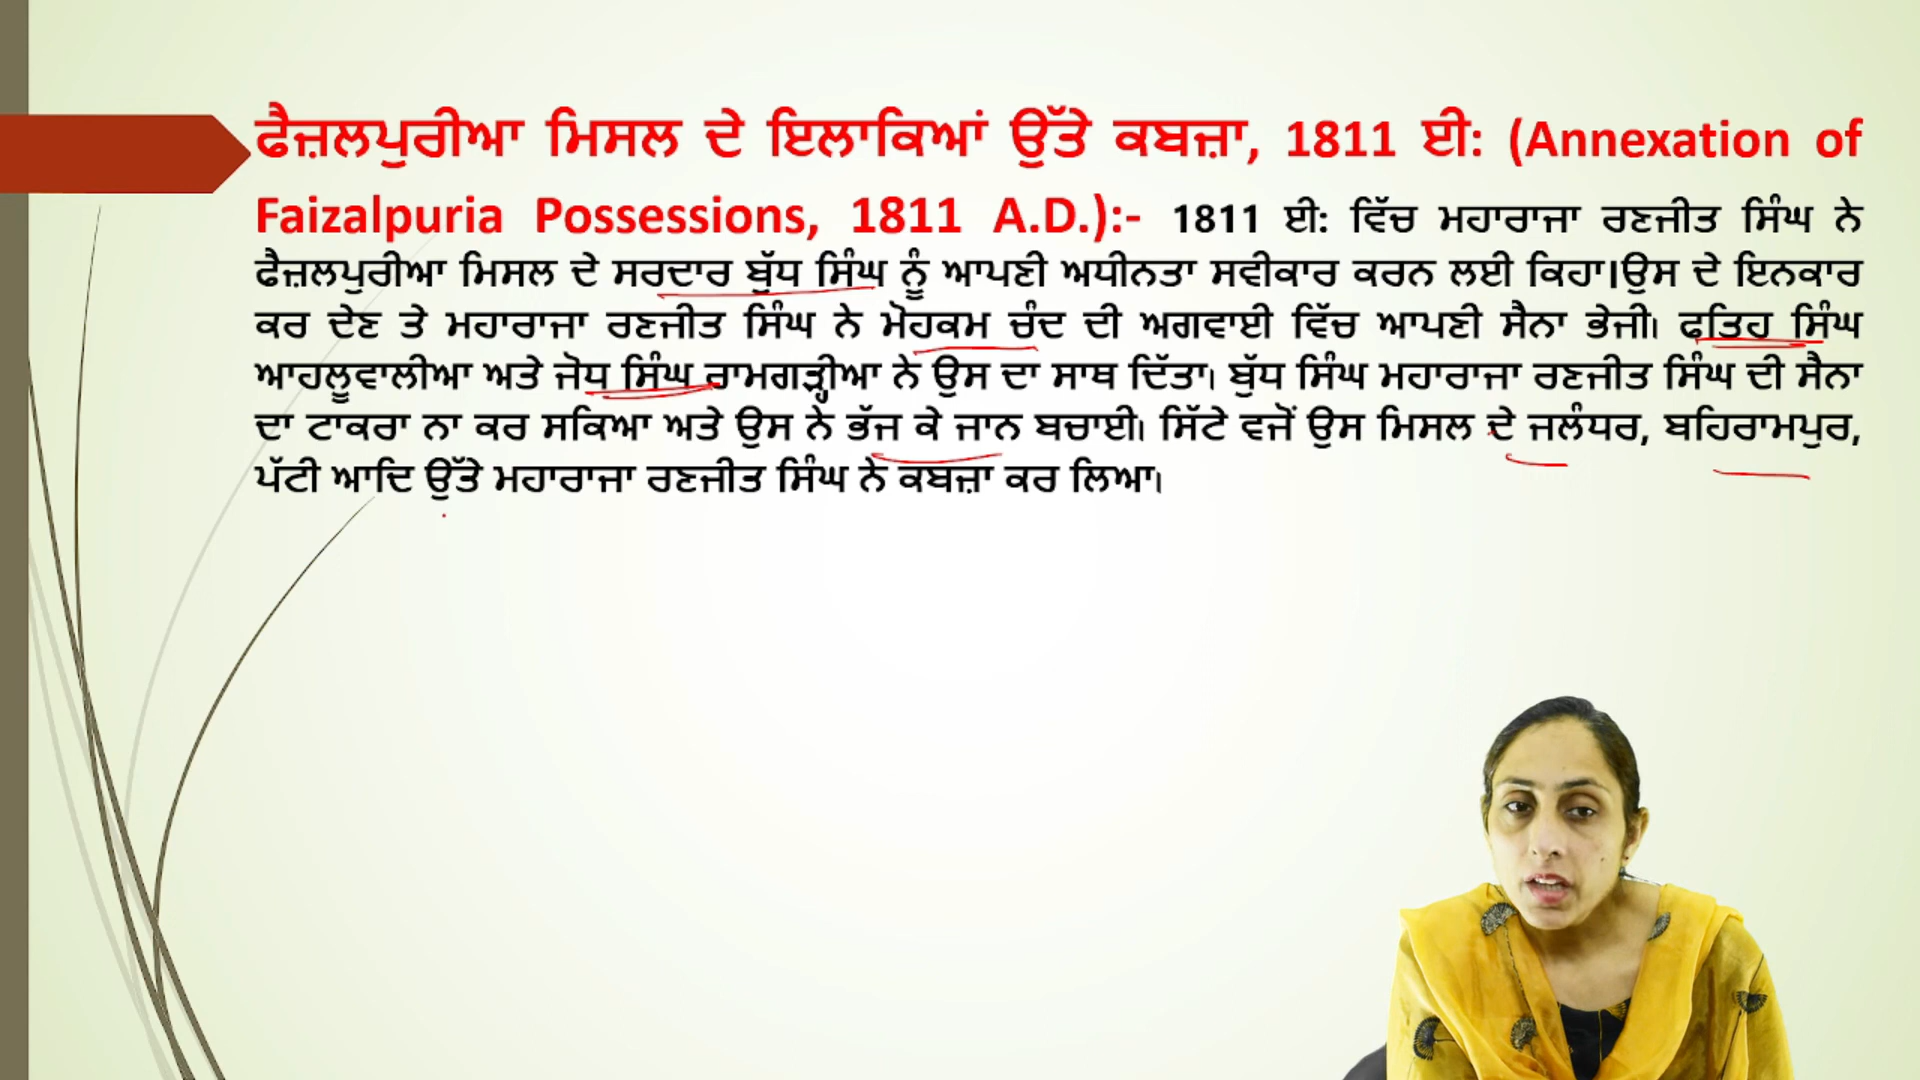 ਫੈਜ਼ਲਪੁਰੀਆ ਮਿਸਲ ਦੇ ਇਲਾਕਿਆਂ ਉੱਤੇ ਕਬਜ਼ਾ, 1811 ਈ: (Annexation of
Faizalpuria Possessions, 1811 A.D.):- 1811 ਈ: ਵਿੱਚ ਮਹਾਰਾਜਾ ਰਣਜੀਤ ਸਿੰਘ ਨੇ
ਫੈਜ਼ਲਪੁਰੀਆ ਮਿਸਲ ਦੇ ਸਰਦਾਰ ਬੁੱਧ ਸਿੰਘ ਨੂੰ ਆਪਣੀ ਅਧੀਨਤਾ ਸਵੀਕਾਰ ਕਰਨ ਲਈ ਕਿਹਾ।ਉਸ ਦੇ ਇਨਕਾਰ
ਕਰ ਦੇਣ ਤੇ ਮਹਾਰਾਜਾ ਰਣਜੀਤ ਸਿੰਘ ਨੇ ਮੋਹਕਮ ਚੰਦ ਦੀ ਅਗਵਾਈ ਵਿੱਚ ਆਪਣੀ ਸੈਨਾ ਭੇਜੀ। ਫਤਿਹ ਸਿੰਘ
ਆਹਲੂਵਾਲੀਆ ਅਤੇ ਜੋਧ ਸਿੰਘ ਰਾਮਗੜ੍ਹੀਆ ਨੇ ਉਸ ਦਾ ਸਾਥ ਦਿੱਤਾ। ਬੁੱਧ ਸਿੰਘ ਮਹਾਰਾਜਾ ਰਣਜੀਤ ਸਿੰਘ ਦੀ ਸੈਨਾ
ਦਾ ਟਾਕਰਾ ਨਾ ਕਰ ਸਕਿਆ ਅਤੇ ਉਸ ਨੇ ਭੱਜ ਕੇ ਜਾਨ ਬਚਾਈ। ਸਿੱਟੇ ਵਜੋਂ ਉਸ ਮਿਸਲ ਦੇ ਜਲੰਧਰ, ਬਹਿਰਾਮਪੁਰ,
ਪੱਟੀ ਆਦਿ ਉੱਤੇ ਮਹਾਰਾਜਾ ਰਣਜੀਤ ਸਿੰਘ ਨੇ ਕਬਜ਼ਾ ਕਰ ਲਿਆ।